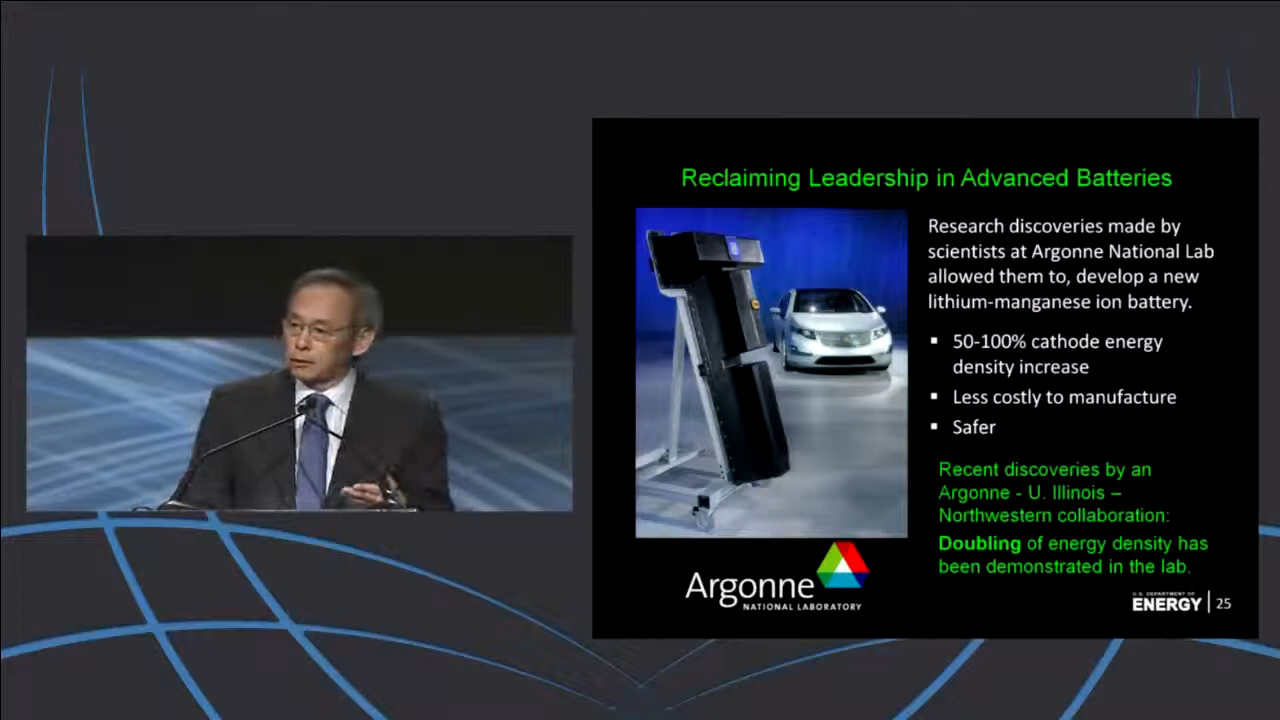 Reclaiming Leadership in Advanced Batteries
Research discoveries made by
scientists at Argonne National Lab
allowed them to, develop a new
lithium-manganese ion battery.
▪ 50-100% cathode energy
density increase
▪ Less costly to manufacture
▪ Safer
Recent discoveries by an
Argonne - U. Illinois –
Northwestern collaboration:
Doubling of energy density has
been demonstrated in the lab.
Argonne
NATIONAL LABORATORY
U.S. DEPARTMENT OF
ENERGY
25